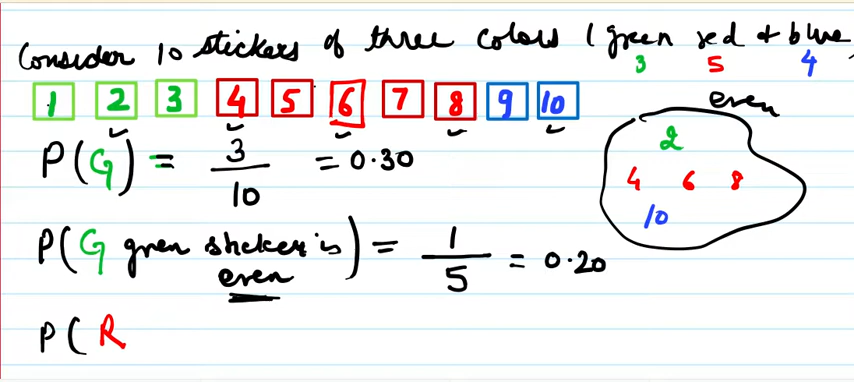 Consider 10 stickers of three colors (green red & blue
3 5 4
1 2 3 4 5 6 7 8 9 10
even
2
4 6 8
10
P(G) = 3/10 = 0.30
P(G given sticker is even) = 1/5 = 0.20
P(R